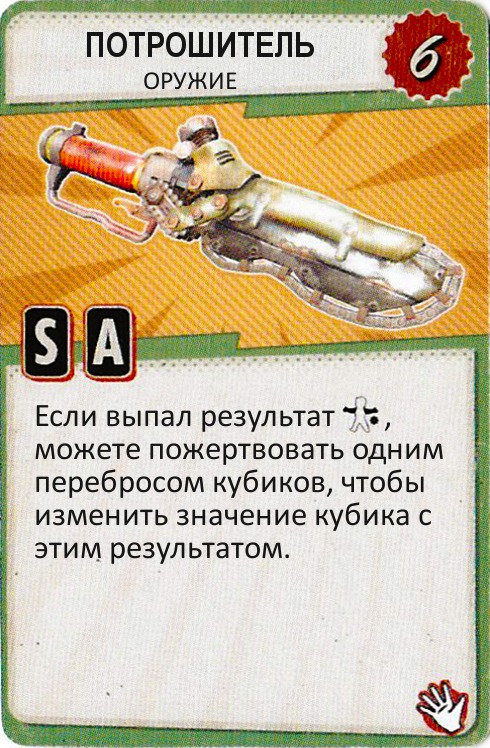 ПОТРОШИТЕЛЬ
ОРУЖИЕ
6
S A
Если выпал результат ,
можете пожертвовать одним
перебросом кубиков, чтобы
изменить значение кубика с
этим результатом.